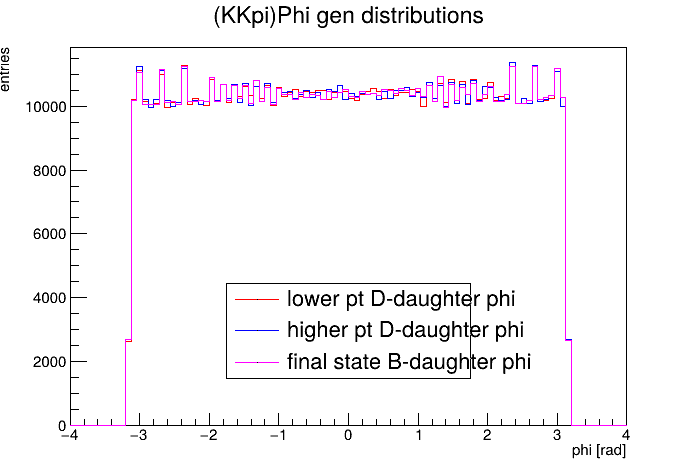 (KKpi)Phi gen distributions
entries
10000
8000
6000
4000
2000
0
lower pt D-daughter phi
higher pt D-daughter phi
final state B-daughter phi
−4 −3 −2 −1 0 1 2 3 4
phi [rad]